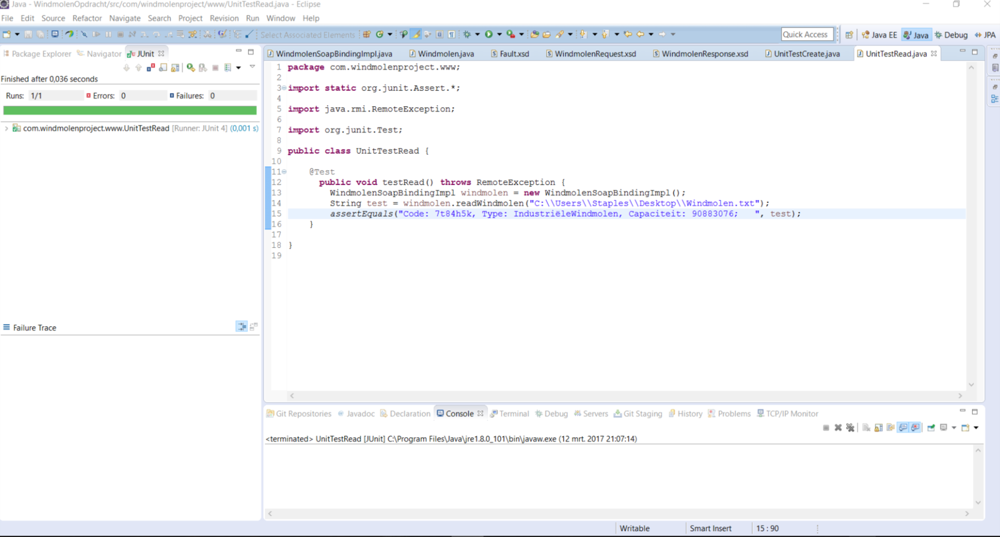 Java - WindmolenOpdracht/src/com/windmolenproject/www/UnitTestRead.java - Eclipse
File Edit Source Refactor Navigate Search Project Revision Run Window Help
Select Associated Elements
Quick Access
Java EE
Java
Debug
JPA
Package Explorer
Navigator
JUnit
Finished after 0,036 seconds
Runs: 1/1 Errors: 0 Failures: 0
com.windmolenproject.www.UnitTestRead [Runner: JUnit 4] (0,001 s)
Failure Trace
WindmolenSoapBindingImpl.java Windmolen.java Fault.xsd WindmolenRequest.xsd WindmolenResponse.xsd UnitTestCreate.java UnitTestRead.java
1 package com.windmolenproject.www;
2
3 import static org.junit.Assert.*;
4
5 import java.rmi.RemoteException;
6
7 import org.junit.Test;
8
9 public class UnitTestRead {
10
11 @Test
12 public void testRead() throws RemoteException {
13 WindmolenSoapBindingImpl windmolen = new WindmolenSoapBindingImpl();
14 String test = windmolen.readWindmolen("C:\\Users\\Staples\\Desktop\\Windmolen.txt");
15 assertEquals("Code: 7t84h5k, Type: IndustriëleWindmolen, Capaciteit: 90883076;   ", test);
16 }
17
18 }
19
Git Repositories Javadoc Declaration Console Terminal Debug Servers Git Staging History Problems TCP/IP Monitor
<terminated> UnitTestRead [JUnit] C:\Program Files\Java\jre1.8.0_101\bin\javaw.exe (12 mrt. 2017 21:07:14)
Writable Smart Insert 15 : 90